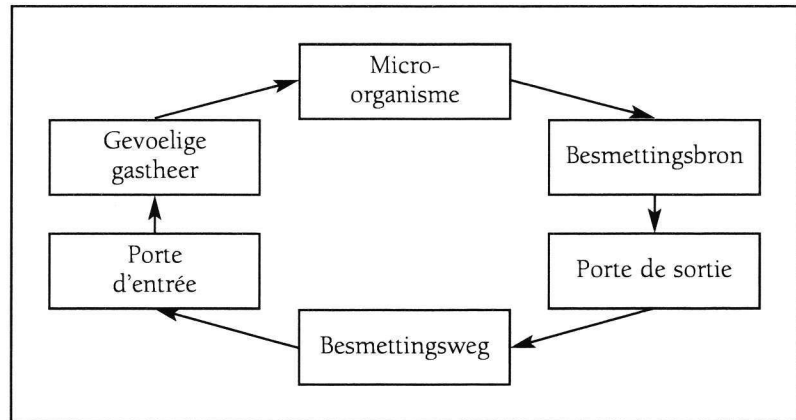 Micro-
organisme
Gevoelige
gastheer
Besmettingsbron
Porte
d'entrée
Porte de sortie
Besmettingsweg